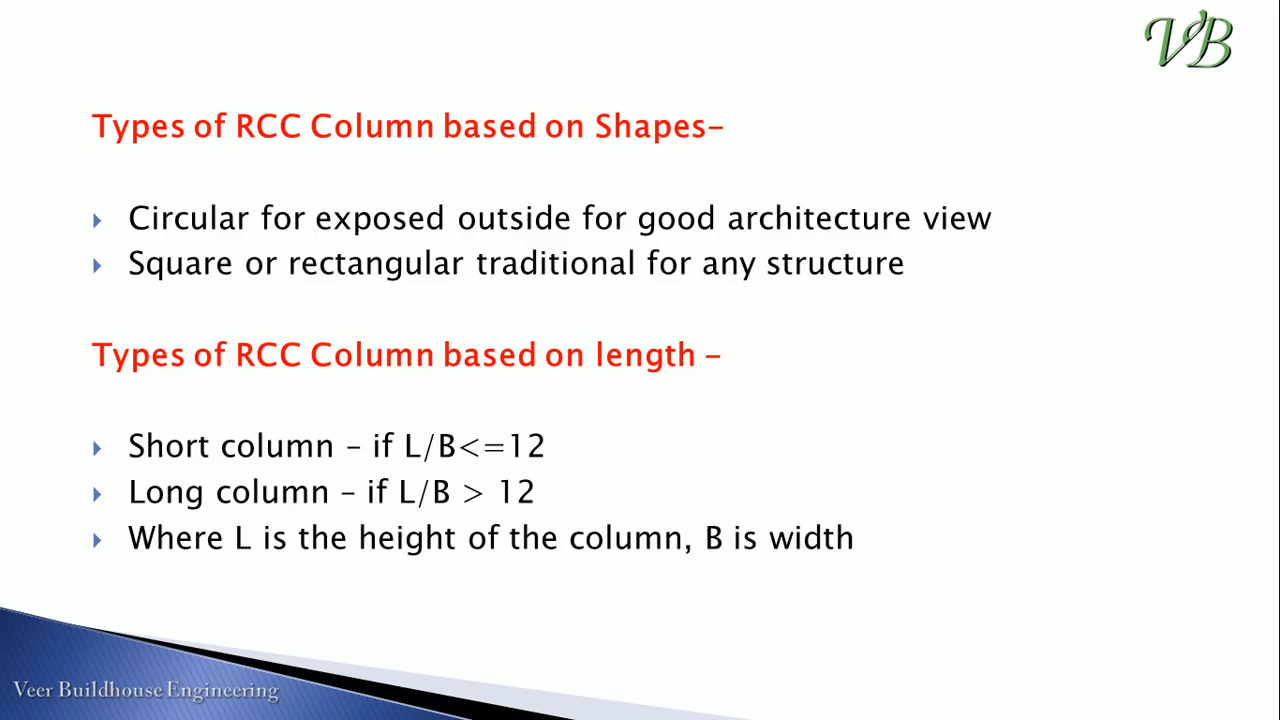 VB
Types of RCC Column based on Shapes–
Circular for exposed outside for good architecture view
Square or rectangular traditional for any structure
Types of RCC Column based on length –
Short column – if L/B<=12
Long column – if L/B > 12
Where L is the height of the column, B is width
Veer Buildhouse Engineering